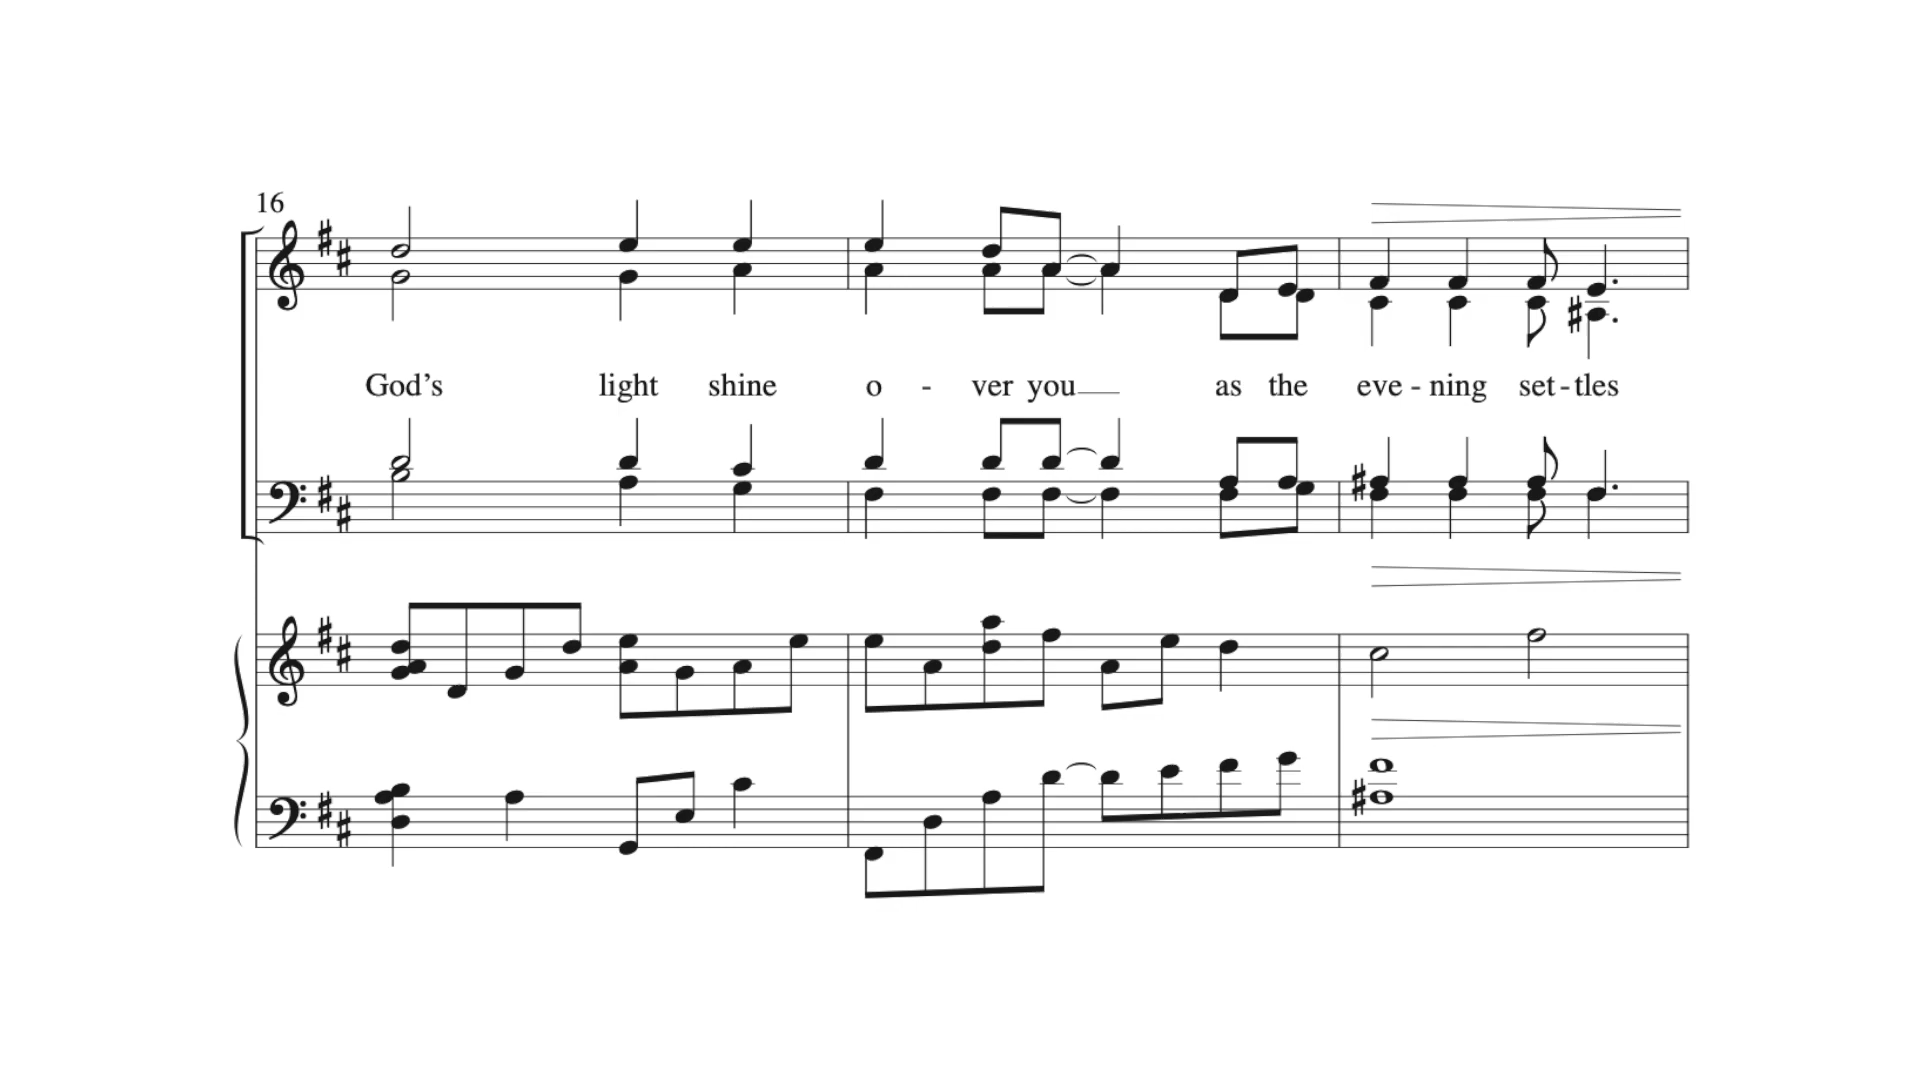 16
God’s light shine o - ver you as the eve - ning set - tles